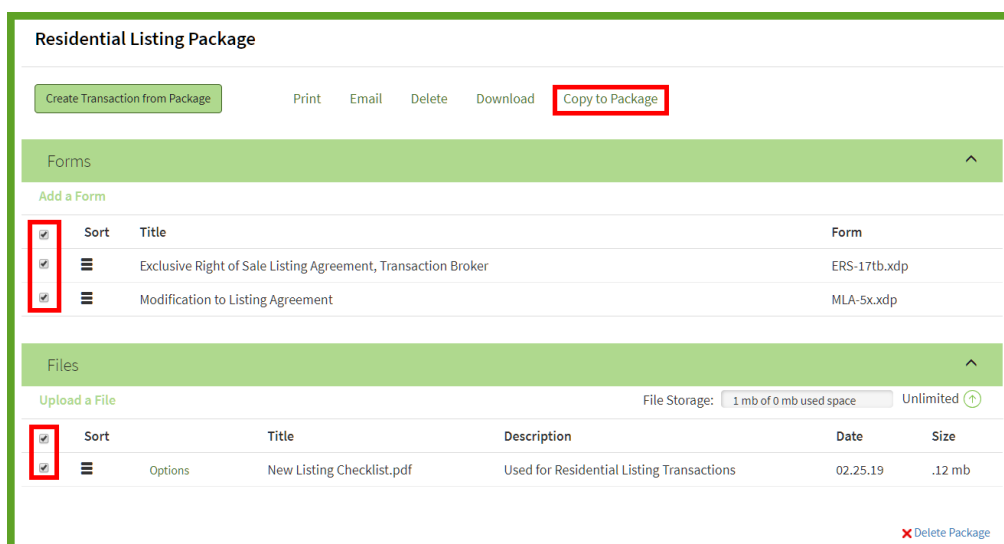 Residential Listing Package
Create Transaction from Package Print Email Delete Download Copy to Package
Forms
Add a Form
Sort Title Form
Exclusive Right of Sale Listing Agreement, Transaction Broker ERS-17tb.xdp
Modification to Listing Agreement MLA-5x.xdp
Files
Upload a File File Storage: 1 mb of 0 mb used space Unlimited
Sort Title Description Date Size
Options New Listing Checklist.pdf Used for Residential Listing Transactions 02.25.19 .12 mb
Delete Package